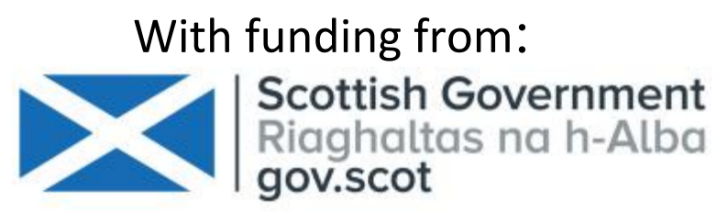 With funding from:
Scottish Government
Riaghaltas na h-Alba
gov.scot